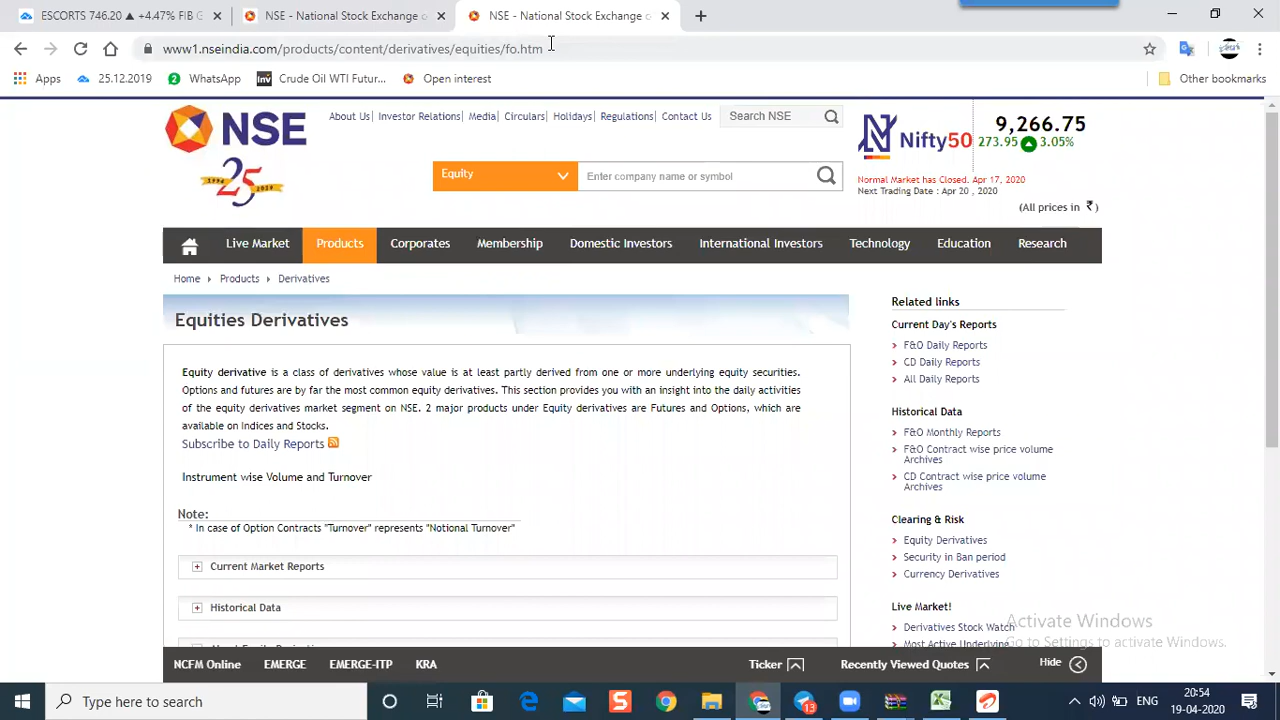 ESCORTS 746.20 ▲ +4.47% FIB G
NSE - National Stock Exchange o
NSE - National Stock Exchange o
www1.nseindia.com/products/content/derivatives/equities/fo.htm
Apps
25.12.2019
2 WhatsApp
Inv Crude Oil WTI Futur...
Open interest
Other bookmarks
NSE
25
About Us| Investor Relations| Media| Circulars| Holidays| Regulations| Contact Us
Search NSE
Equity
Enter company name or symbol
Nifty50
9,266.75
273.95 3.05%
Normal Market has Closed. Apr 17, 2020
Next Trading Date : Apr 20 , 2020
(All prices in ₹ )
Live Market Products Corporates Membership Domestic Investors International Investors Technology Education Research
Home Products Derivatives
Equities Derivatives
Equity derivative is a class of derivatives whose value is at least partly derived from one or more underlying equity securities.
Options and futures are by far the most common equity derivatives. This section provides you with an insight into the daily activities
of the equity derivatives market segment on NSE. 2 major products under Equity derivatives are Futures and Options, which are
available on Indices and Stocks.
Subscribe to Daily Reports
Instrument wise Volume and Turnover
Note:
* In case of Option Contracts "Turnover" represents "Notional Turnover"
+ Current Market Reports
+ Historical Data
Related links
Current Day's Reports
F&O Daily Reports
CD Daily Reports
All Daily Reports
Historical Data
F&O Monthly Reports
F&O Contract wise price volume
Archives
CD Contract wise price volume
Archives
Clearing & Risk
Equity Derivatives
Security in Ban period
Currency Derivatives
Live Market!
Derivatives Stock Watch
Most Active Underlying
Activate Windows
Go to Settings to activate Windows.
NCFM Online EMERGE EMERGE-ITP KRA
Ticker
Recently Viewed Quotes
Hide
Type here to search
13
ENG
20:54
19-04-2020